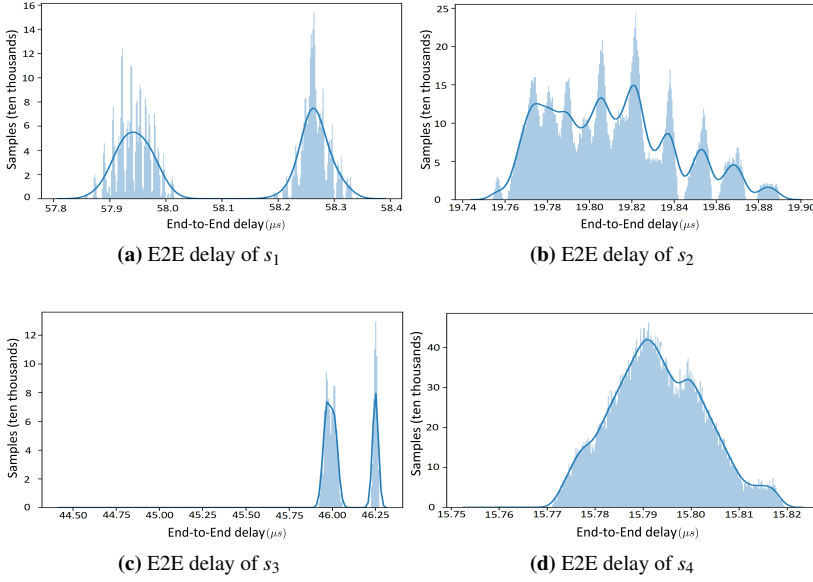 16
14
12
10
8
6
4
2
0
Samples (ten thousands)
57.8 57.9 58.0 58.1 58.2 58.3 58.4
End-to-End delay(μs)
(a) E2E delay of s1
25
20
15
10
5
0
Samples (ten thousands)
19.74 19.76 19.78 19.80 19.82 19.84 19.86 19.88 19.90
End-to-End delay(μs)
(b) E2E delay of s2
12
10
8
6
4
2
0
Samples (ten thousands)
44.50 44.75 45.00 45.25 45.50 45.75 46.00 46.25
End-to-End delay(μs)
(c) E2E delay of s3
40
30
20
10
0
Samples (ten thousands)
15.75 15.76 15.77 15.78 15.79 15.80 15.81 15.82
End-to-End delay(μs)
(d) E2E delay of s4